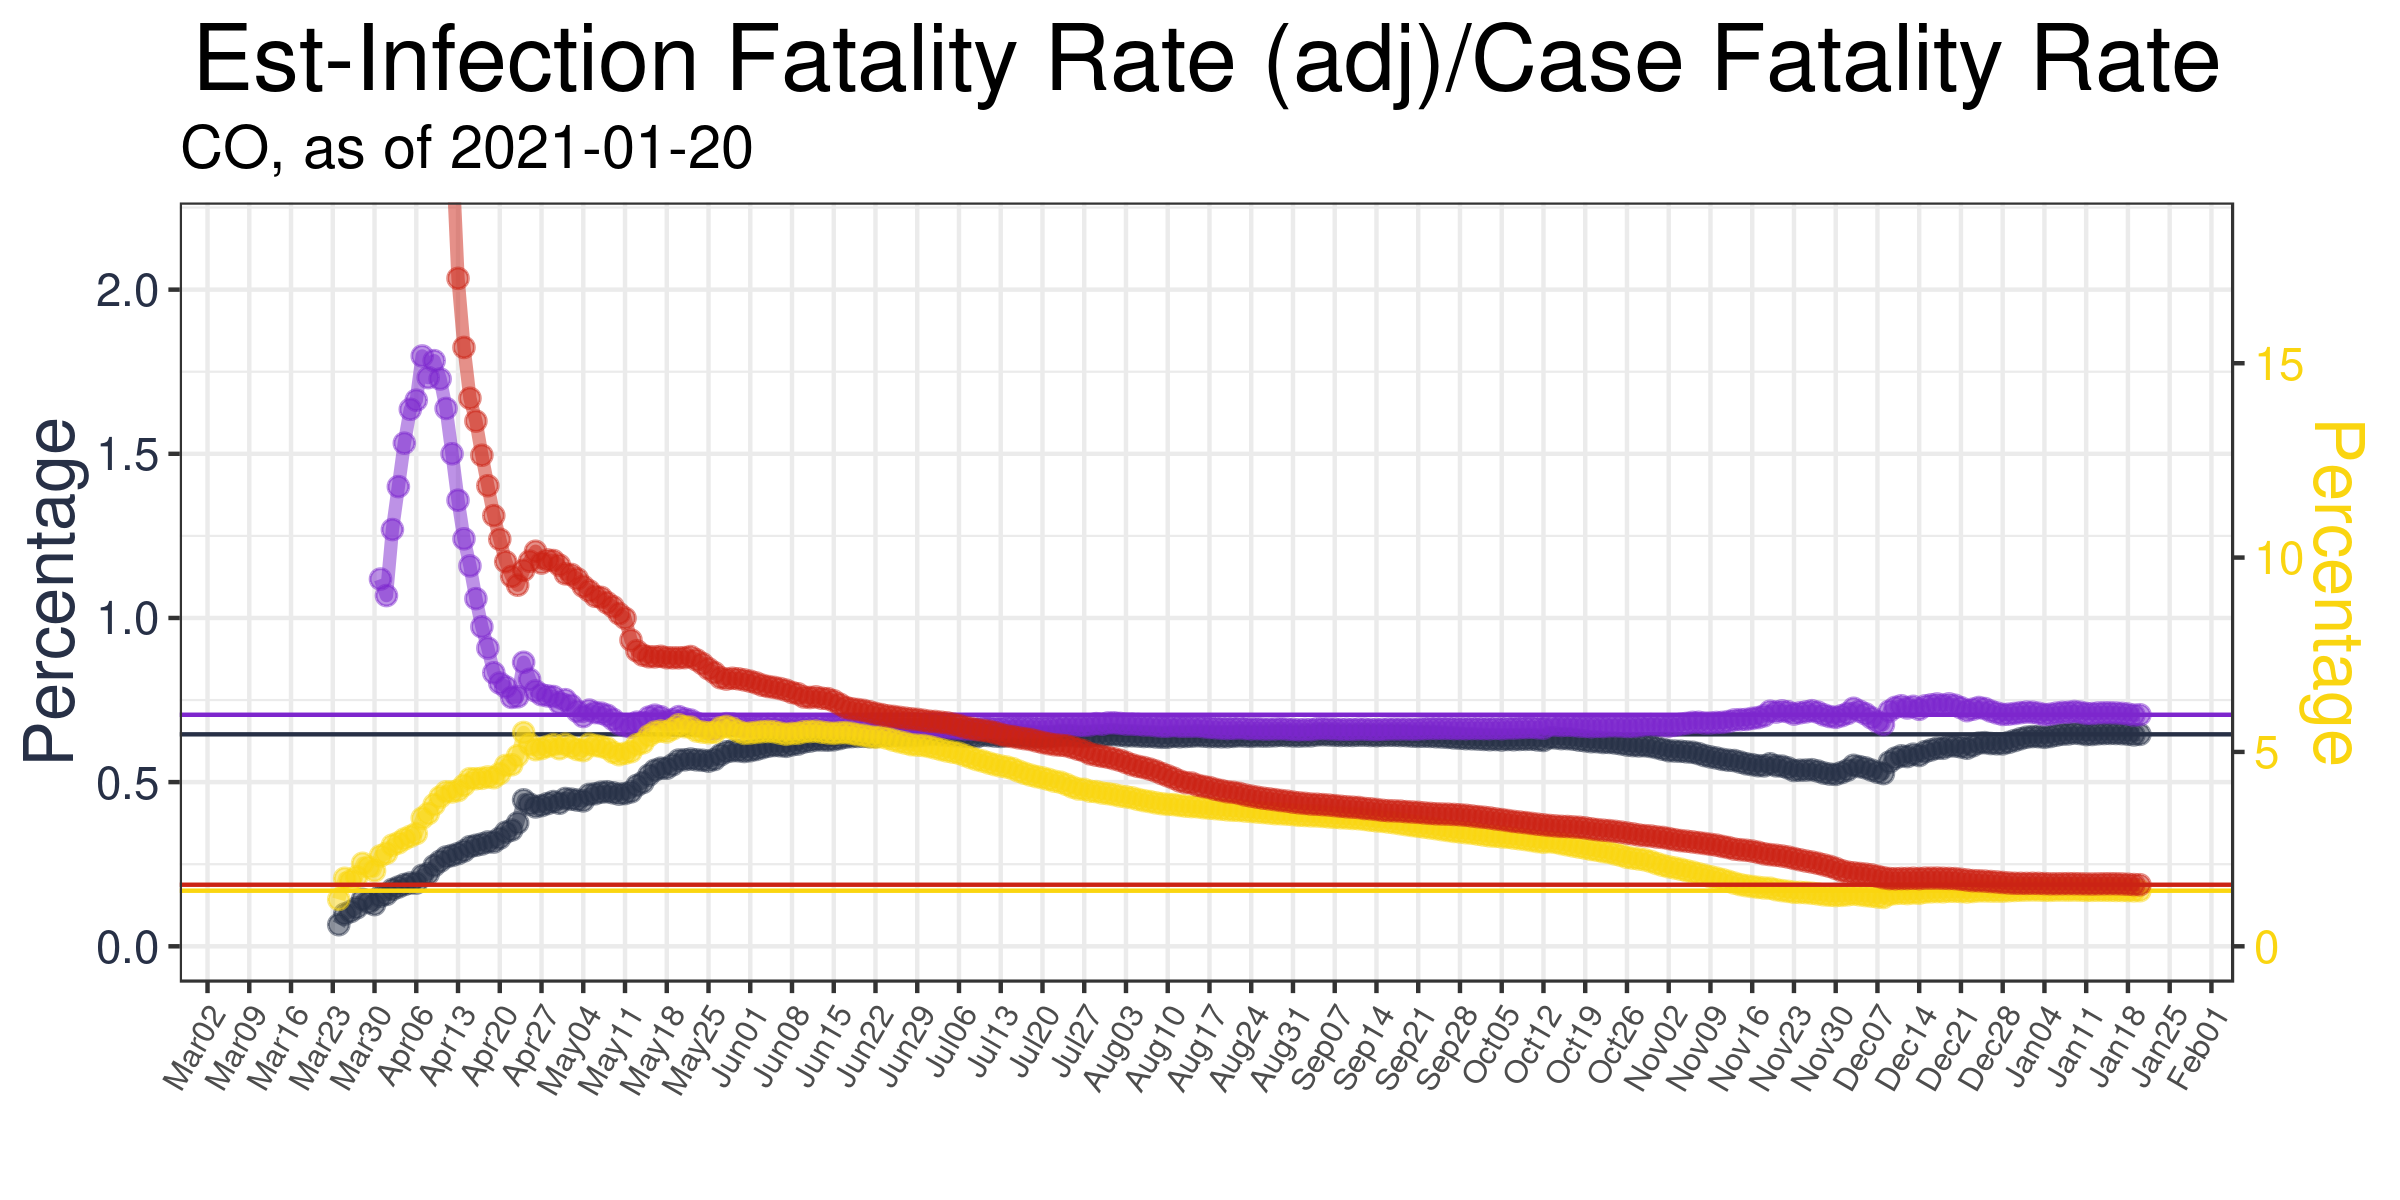 Est-Infection Fatality Rate (adj)/Case Fatality Rate
CO, as of 2021-01-20
Percentage
2.0
1.5
1.0
0.5
0.0
15
10
5
0
Percentage
Mar02 Mar09 Mar16 Mar23 Mar30 Apr06 Apr13 Apr20 Apr27 May04 May11 May18 May25 Jun01 Jun08 Jun15 Jun22 Jun29 Jul06 Jul13 Jul20 Jul27 Aug03 Aug10 Aug17 Aug24 Aug31 Sep07 Sep14 Sep21 Sep28 Oct05 Oct12 Oct19 Oct26 Nov02 Nov09 Nov16 Nov23 Nov30 Dec07 Dec14 Dec21 Dec28 Jan04 Jan11 Jan18 Jan25 Feb01